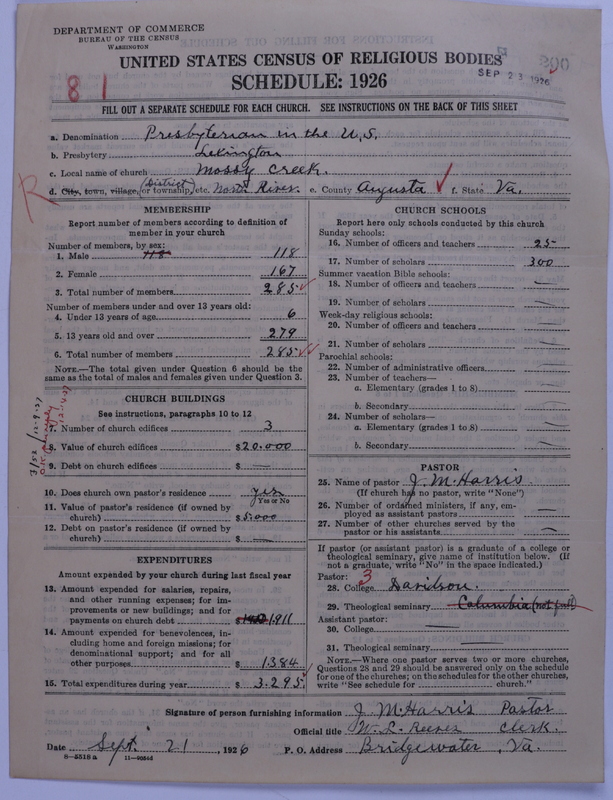 DEPARTMENT OF COMMERCE
BUREAU OF THE CENSUS
WASHINGTON
UNITED STATES CENSUS OF RELIGIOUS BODIES
SCHEDULE: 1926
SEP 23 1926
81
FILL OUT A SEPARATE SCHEDULE FOR EACH CHURCH. SEE INSTRUCTIONS ON THE BACK OF THIS SHEET
a. Denomination Presbyterian in the U.S.
b. Presbytery Lexington
c. Local name of church Mossy Creek.
R
d. City, town, village, (or township), etc. (District) North River. e. County Augusta f. State Va.
MEMBERSHIP
Report number of members according to definition of
member in your church
Number of members, by sex:
1. Male 118 118
2. Female 167
3. Total number of members 285
Number of members under and over 13 years old:
4. Under 13 years of age 6
5. 13 years old and over 279
6. Total number of members 285
NOTE.—The total given under Question 6 should be
same as the total of males and females given under Question 3.
CHURCH BUILDINGS
See instructions, paragraphs 10 to 12
7. Number of church edifices 3
8. Value of church edifices $20.000
9. Debt on church edifices $ —
10. Does church own pastor's residence yes
Yes or No
11. Value of pastor's residence (if owned by
church) $5.000
12. Debt on pastor's residence (if owned by
church) $ —
EXPENDITURES
Amount expended by church during last fiscal year
13. Amount expended for salaries, repairs,
and other running expenses; for im-
provements or new buildings; and for
payments on church debt $ 1911
14. Amount expended for benevolences, in-
cluding home and foreign missions; for
denominational support; and for all
other purposes $ 1384
15. Total expenditures during year $ 3.295
CHURCH SCHOOLS
Report here only schools conducted by this church
Sunday schools:
16. Number of officers and teachers 25
17. Number of scholars 300
Summer vacation Bible schools:
18. Number of officers and teachers —
19. Number of scholars —
Week-day religious schools:
20. Number of officers and teachers —
21. Number of scholars —
Parochial schools:
22. Number of administrative officers —
23. Number of teachers—
a. Elementary (grades 1 to 8) —
b. Secondary —
24. Number of scholars—
a. Elementary (grades 1 to 8) —
b. Secondary —
PASTOR
25. Name of pastor J. M. Harris.
(If church has no pastor, write "None")
26. Number of ordained ministers, if any, em-
ployed as assistant pastors —
27. Number of other churches served by the
pastor or his assistants —
If pastor (or assistant pastor) is a graduate of a college or
theological seminary, give name of institution below. (If
not a graduate, write "No" in the space indicated.)
Pastor: 3
28. College Davidson.
29. Theological seminary Columbia (not full)
Assistant pastor:
30. College —
31. Theological seminary —
NOTE.—Where one pastor serves two or more churches,
Questions 28 and 29 should be answered only on the schedule
for one of the churches; on the schedules for the other churches,
write "See schedule for ........ church."
Signature of person furnishing information J. M. Harris Pastor
Official title W. L. Reeves Clerk.
Date Sept. 21, 1926 P. O. Address Bridgewater, Va.
8—5518 a 11—90545